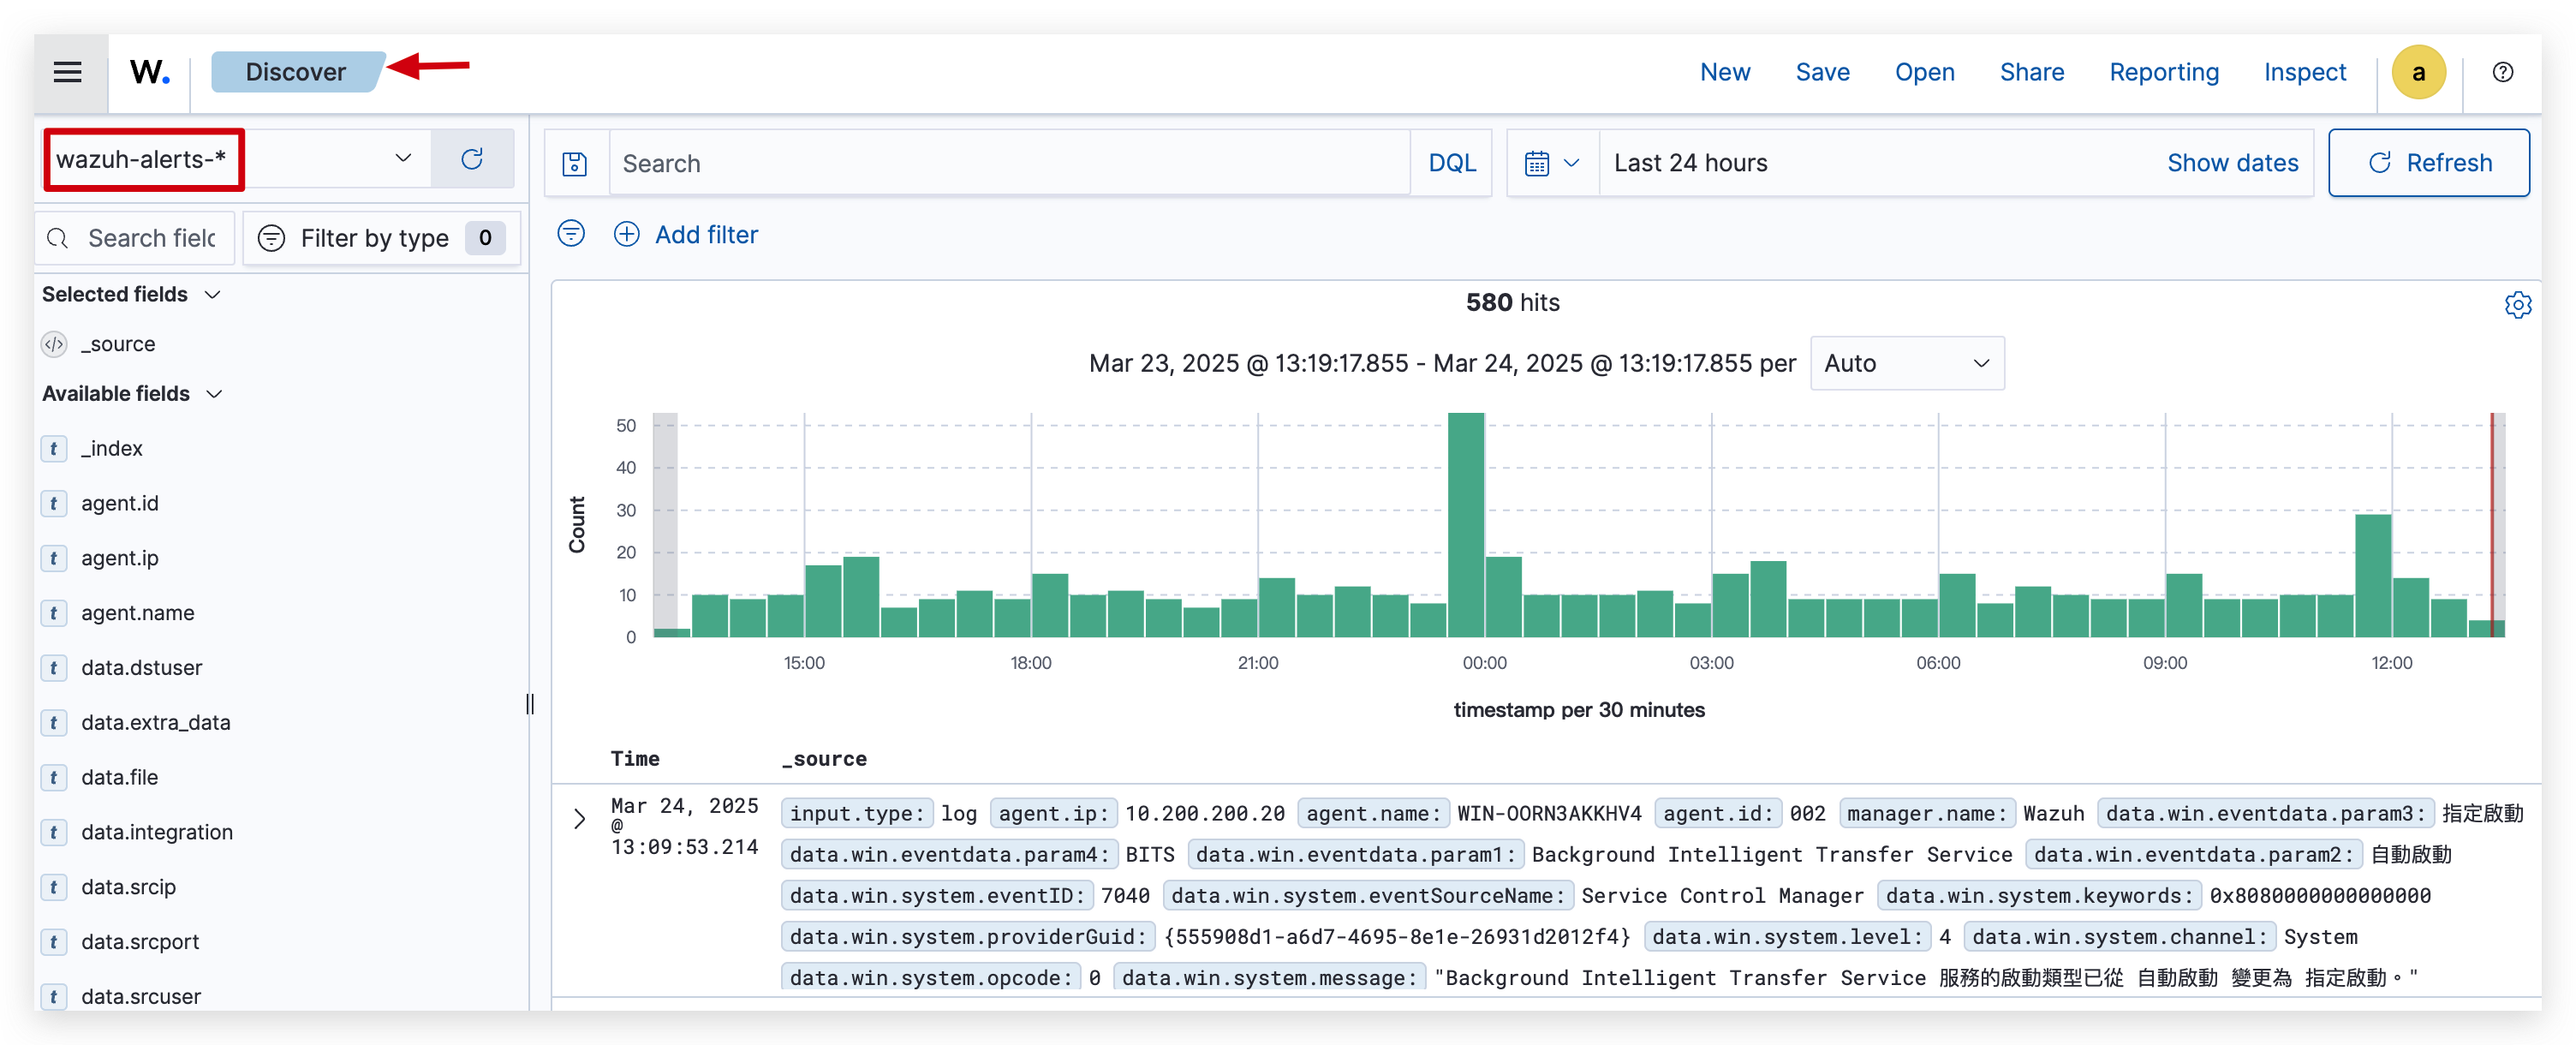 W. Discover New Save Open Share Reporting Inspect a
wazuh-alerts-*
Search DQL Last 24 hours Show dates Refresh
Search field Filter by type 0
Add filter
Selected fields
_source
Available fields
_index
agent.id
agent.ip
agent.name
data.dstuser
data.extra_data
data.file
data.integration
data.srcip
data.srcport
data.srcuser
580 hits
Mar 23, 2025 @ 13:19:17.855 - Mar 24, 2025 @ 13:19:17.855 per Auto
Count
50
40
30
20
10
0
15:00 18:00 21:00 00:00 03:00 06:00 09:00 12:00
timestamp per 30 minutes
Time _source
Mar 24, 2025
@
13:09:53.214
input.type: log agent.ip: 10.200.200.20 agent.name: WIN-OORN3AKKHV4 agent.id: 002 manager.name: Wazuh data.win.eventdata.param3: 指定啟動
data.win.eventdata.param4: BITS data.win.eventdata.param1: Background Intelligent Transfer Service data.win.eventdata.param2: 自動啟動
data.win.system.eventID: 7040 data.win.system.eventSourceName: Service Control Manager data.win.system.keywords: 0x8080000000000000
data.win.system.providerGuid: {555908d1-a6d7-4695-8e1e-26931d2012f4} data.win.system.level: 4 data.win.system.channel: System
data.win.system.opcode: 0 data.win.system.message: "Background Intelligent Transfer Service 服務的啟動類型已從 自動啟動 變更為 指定啟動。"